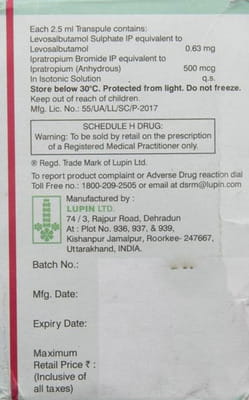 Each 2.5 ml Transpule contains:
Levosalbutamol Sulphate IP equivalent to
Levosalbutamol 0.63 mg
Ipratropium Bromide IP equivalent to
Ipratropium (Anhydrous) 500 mcg
In Isotonic Solution q.s.
Store below 30°C. Protected from light. Do not freeze.
Keep out of reach of children.
Mfg. Lic. No.: 55/UA/LL/SC/P-2017
SCHEDULE H DRUG:
Warning: To be sold by retail on the prescription
of a Registered Medical Practitioner only.
® Regd. Trade Mark of Lupin Ltd.
To report product complaint or Adverse Drug reaction dial
Toll free no.: 1800-209-2505 or email at dsrm@lupin.com
Manufactured by :
LUPIN LTD.
74 / 3, Rajpur Road, Dehradun
At : Plot No. 936, 937, & 939,
Kishanpur Jamalpur, Roorkee- 247667,
Uttarakhand, INDIA.
Batch No.:
Mfg. Date:
Expiry Date:
Maximum
Retail Price ₹ :
(Inclusive of
all taxes)